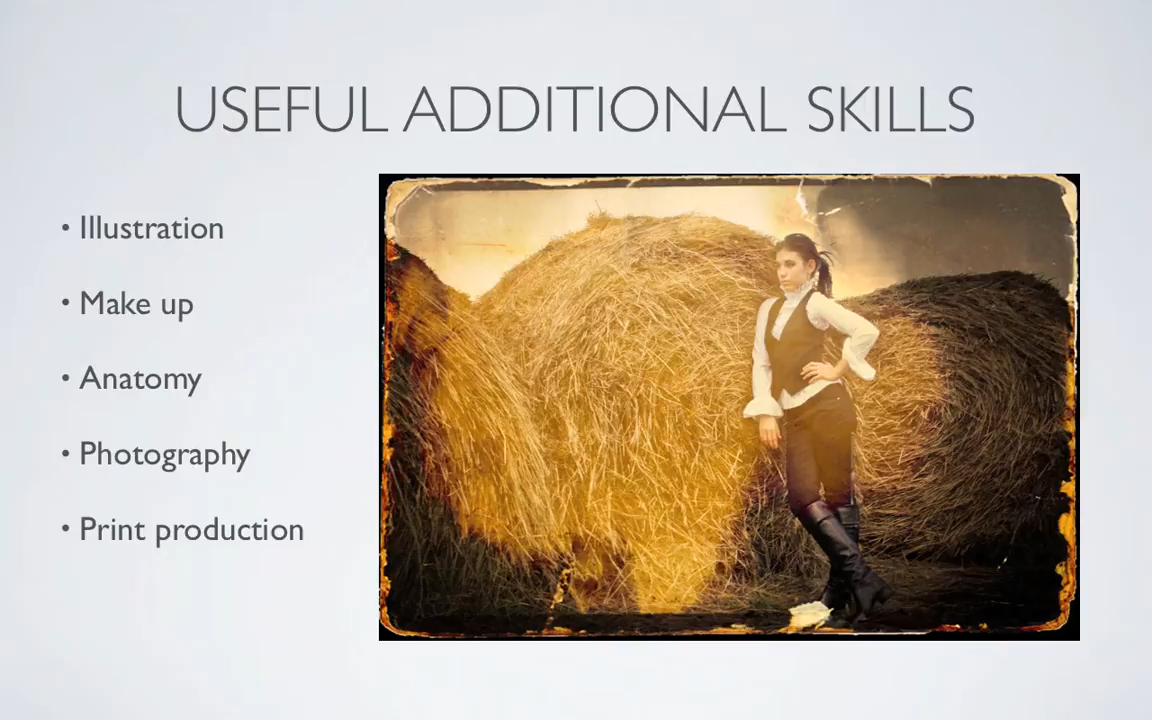 USEFUL ADDITIONAL SKILLS
• Illustration
• Make up
• Anatomy
• Photography
• Print production